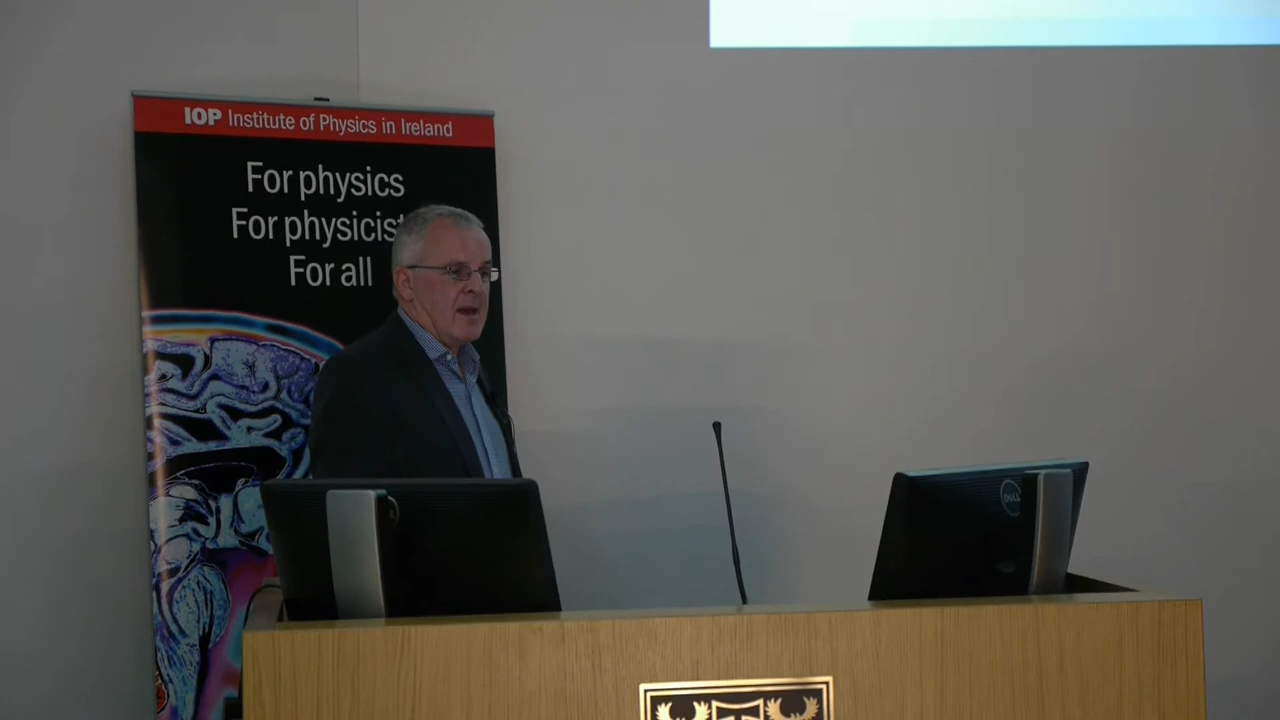 IOP Institute of Physics in Ireland
For physics
For physicist
For all
DELL